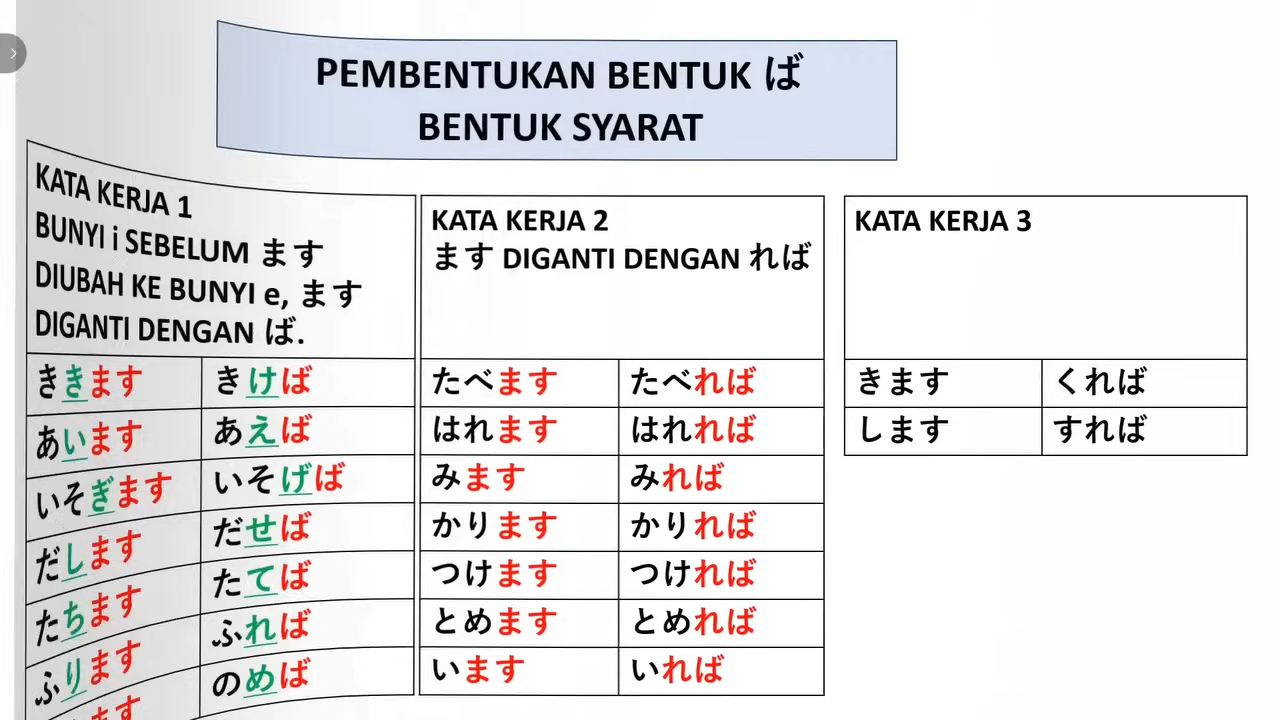 PEMBENTUKAN BENTUK ば
BENTUK SYARAT
KATA KERJA 1
BUNYI i SEBELUM ます
DIUBAH KE BUNYI e, ます
DIGANTI DENGAN ば.
ききます きけば
あいます あえば
いそぎます いそげば
だします だせば
たちます たてば
ふります ふれば
ます のめば
KATA KERJA 2
ます DIGANTI DENGAN れば
たべます たべれば
はれます はれれば
みます みれば
かります かりれば
つけます つければ
とめます とめれば
います いれば
KATA KERJA 3
きます くれば
します すれば